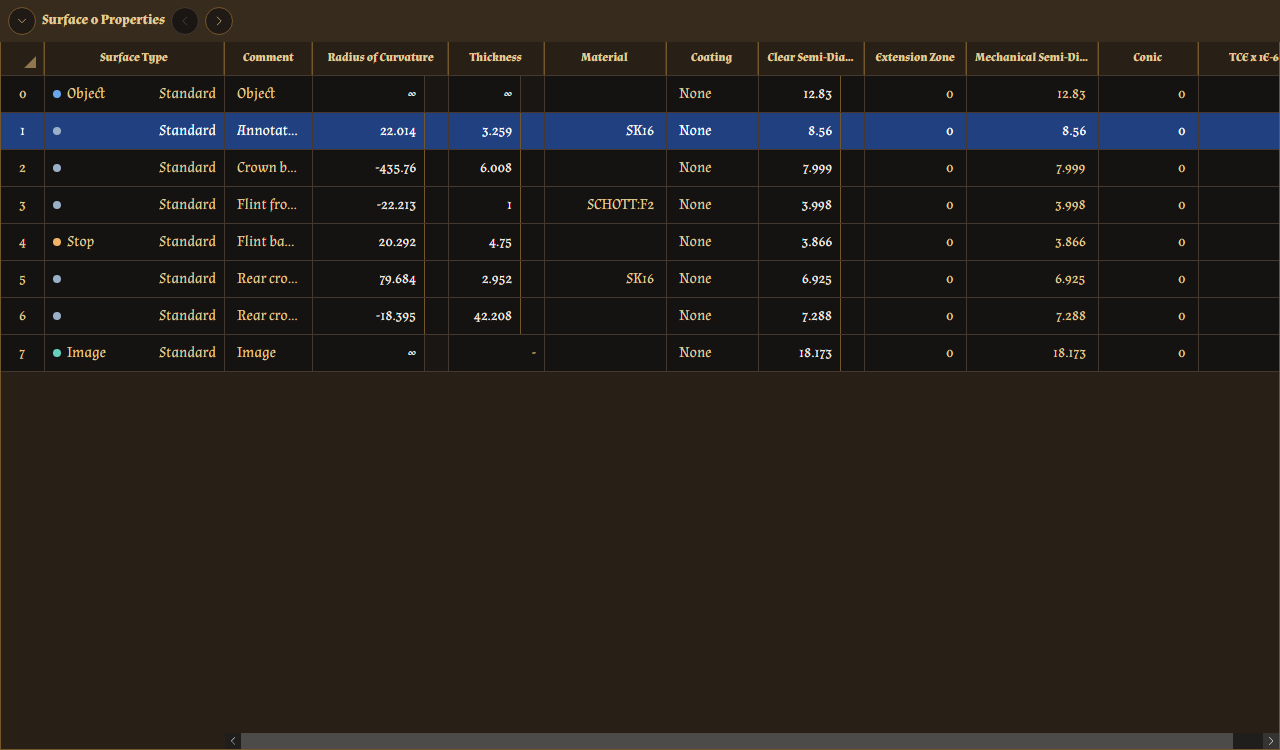 Surface 0 Properties
Surface Type Comment Radius of Curvature Thickness Material Coating Clear Semi-Dia... Extension Zone Mechanical Semi-Di... Conic TCE x 1E-6
0 Object Standard Object ∞ ∞ None 12.83 0 12.83 0
1 Standard Annotat... 22.014 3.259 SK16 None 8.56 0 8.56 0
2 Standard Crown b... -435.76 6.008 None 7.999 0 7.999 0
3 Standard Flint fro... -22.213 1 SCHOTT:F2 None 3.998 0 3.998 0
4 Stop Standard Flint ba... 20.292 4.75 None 3.866 0 3.866 0
5 Standard Rear cro... 79.684 2.952 SK16 None 6.925 0 6.925 0
6 Standard Rear cro... -18.395 42.208 None 7.288 0 7.288 0
7 Image Standard Image ∞ - None 18.173 0 18.173 0